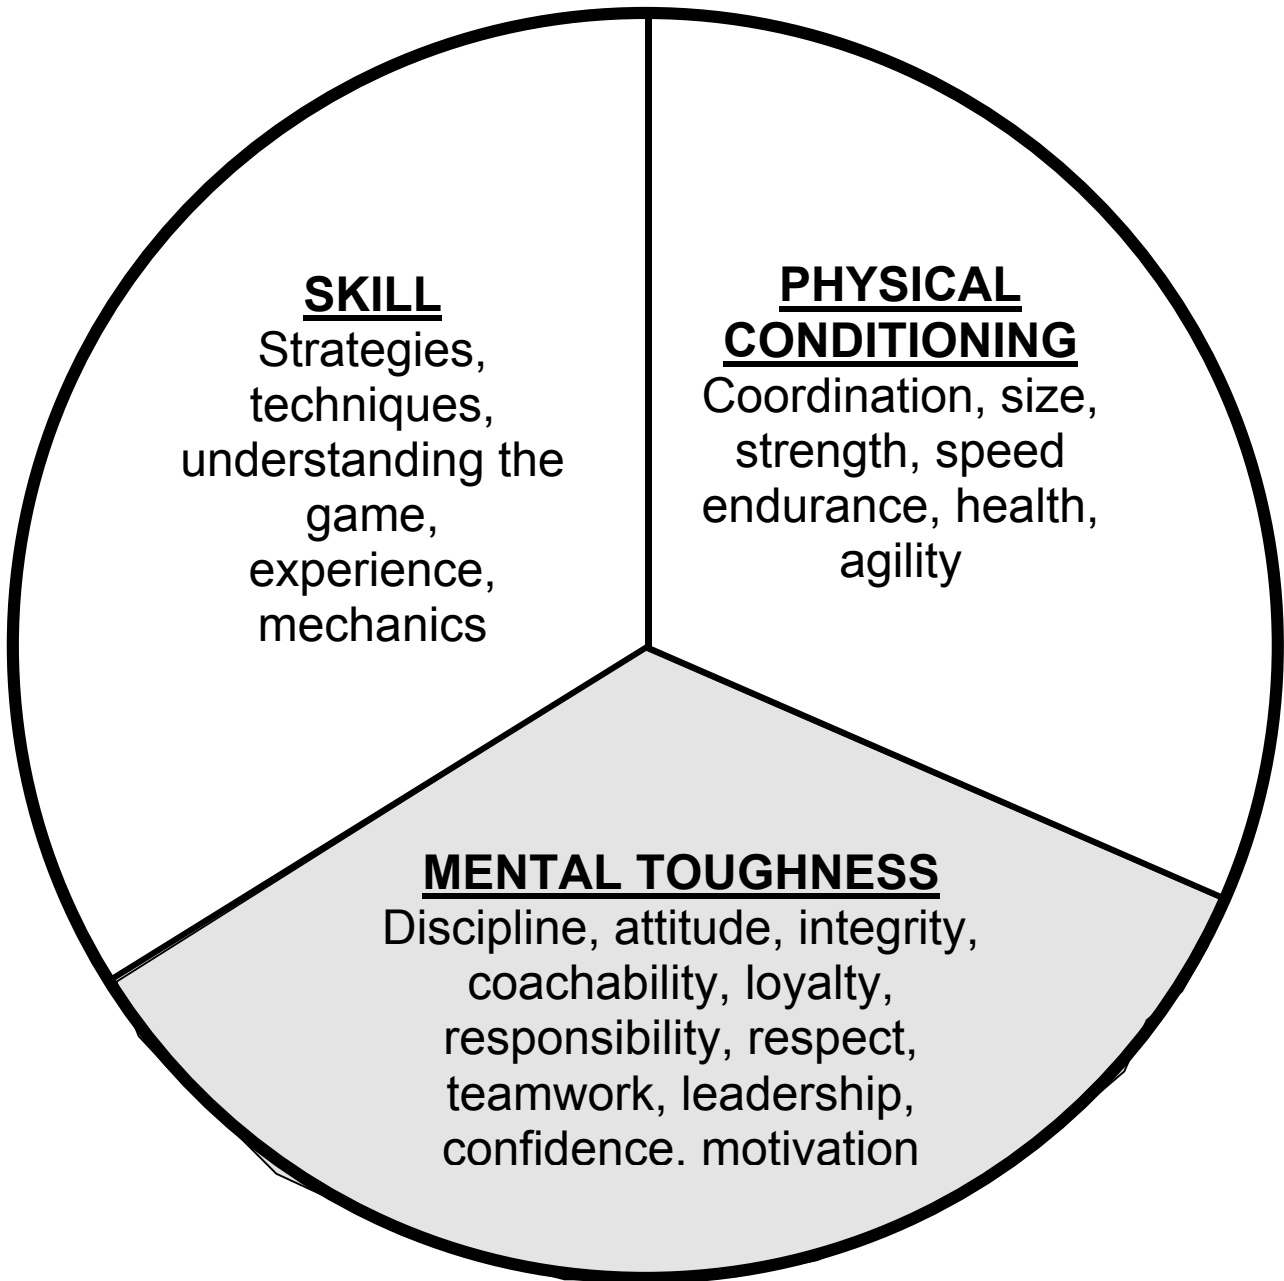 SKILL
Strategies,
techniques,
understanding the
game,
experience,
mechanics
PHYSICAL
CONDITIONING
Coordination, size,
strength, speed
endurance, health,
agility
MENTAL TOUGHNESS
Discipline, attitude, integrity,
coachability, loyalty,
responsibility, respect,
teamwork, leadership,
confidence. motivation